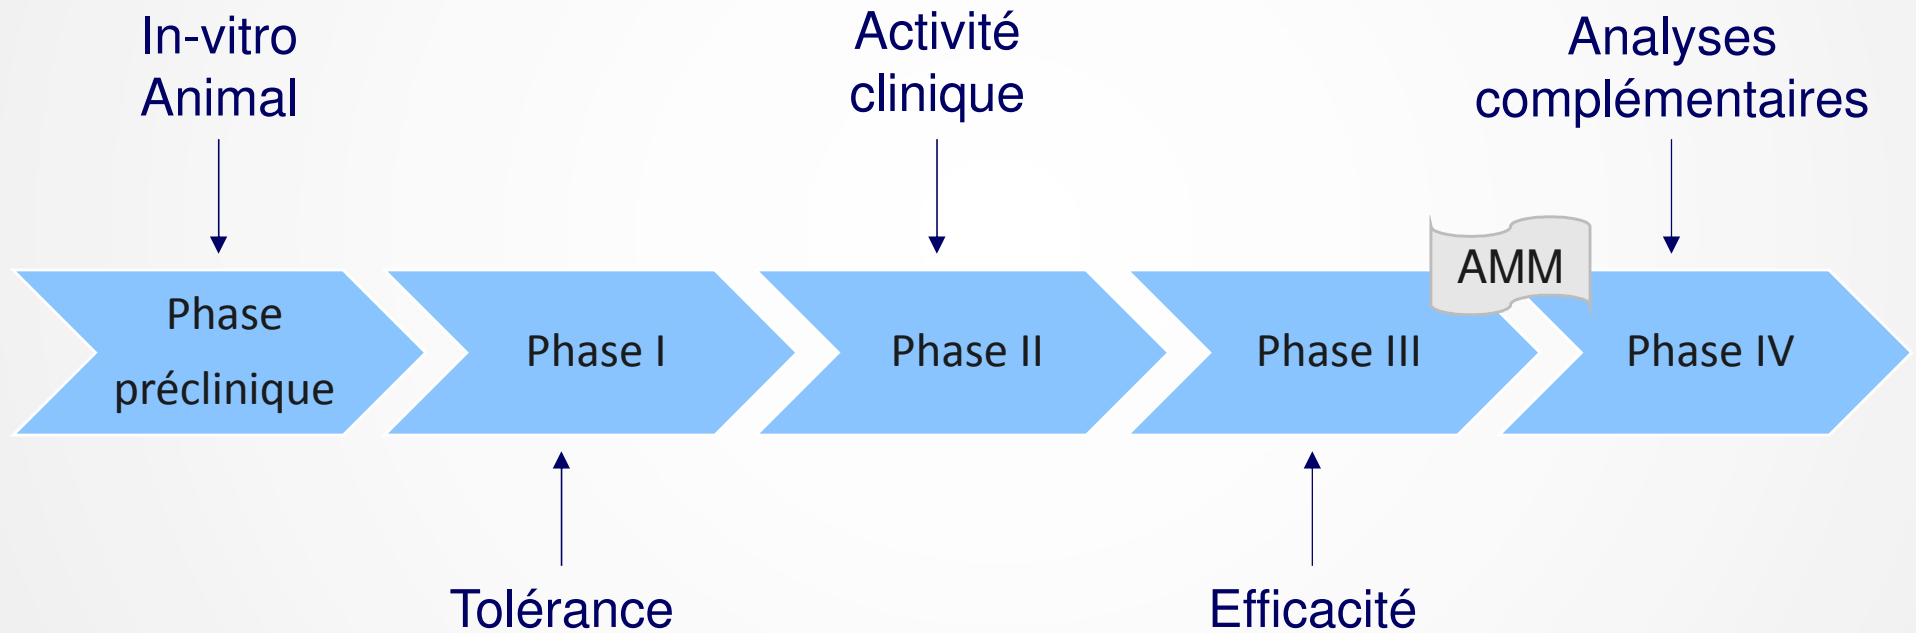 In-vitro
Animal
Activité
clinique
Analyses
complémentaires
AMM
Phase
préclinique
Phase I
Phase II
Phase III
Phase IV
Tolérance
Efficacité